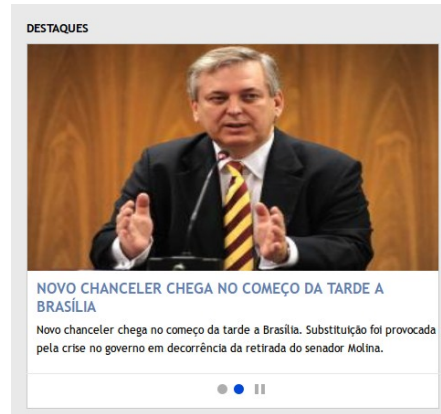 DESTAQUES
NOVO CHANCELER CHEGA NO COMEÇO DA TARDE A
BRASÍLIA
Novo chanceler chega no começo da tarde a Brasília. Substituição foi provocada
pela crise no governo em decorrência da retirada do senador Molina.